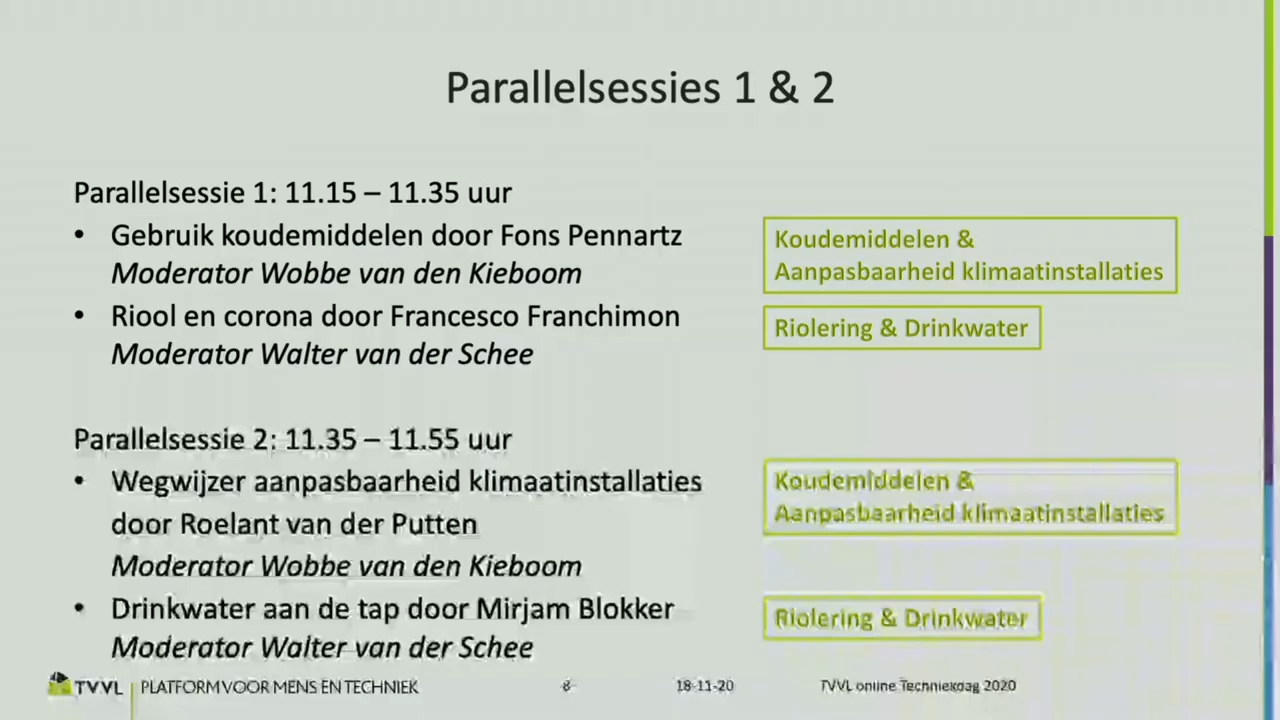 Parallelsessies 1 & 2
Parallelsessie 1: 11.15 – 11.35 uur
• Gebruik koudemiddelen door Fons Pennartz
Moderator Wobbe van den Kieboom
Koudemiddelen &
Aanpasbaarheid klimaatinstallaties
• Riool en corona door Francesco Franchimon
Moderator Walter van der Schee
Riolering & Drinkwater
Parallelsessie 2: 11.35 – 11.55 uur
• Wegwijzer aanpasbaarheid klimaatinstallaties
door Roelant van der Putten
Moderator Wobbe van den Kieboom
Koudemiddelen &
Aanpasbaarheid klimaatinstallaties
• Drinkwater aan de tap door Mirjam Blokker
Moderator Walter van der Schee
Riolering & Drinkwater
TVVL | PLATFORM VOOR MENS EN TECHNIEK
18-11-20
TVVL online Techniekdag 2020